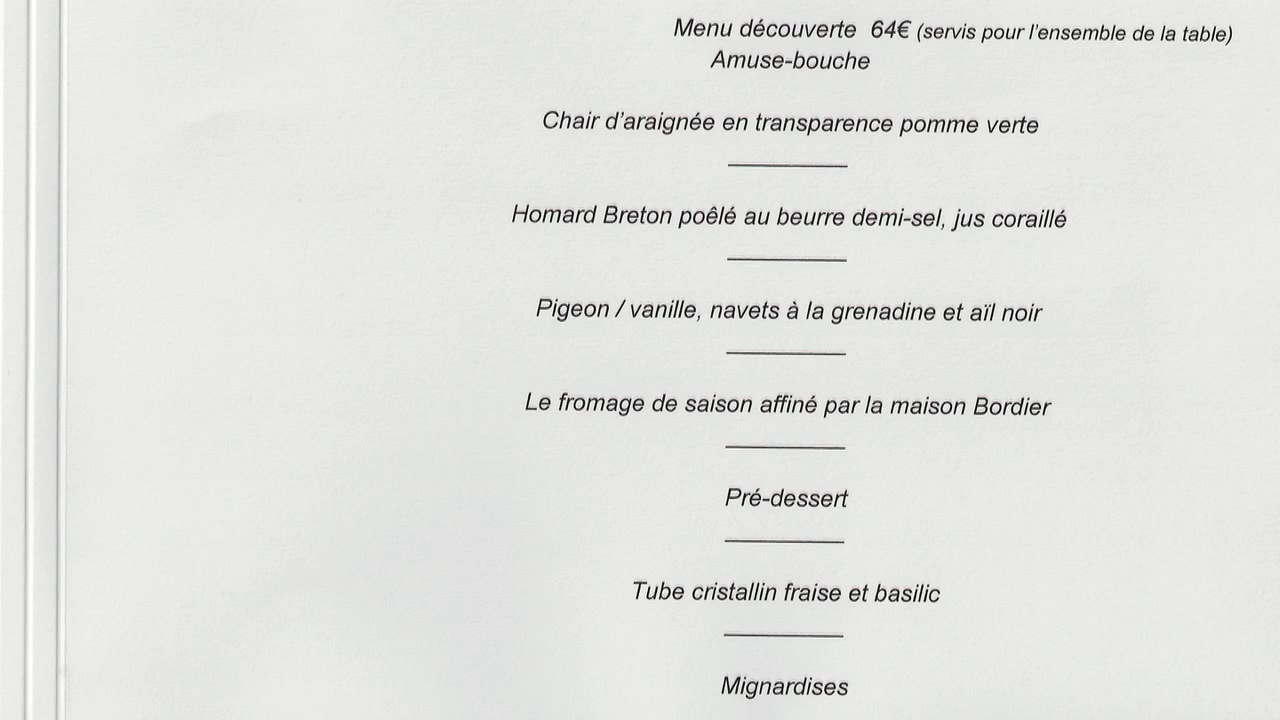 Menu découverte 64€ (servis pour l'ensemble de la table)
Amuse-bouche
Chair d'araignée en transparence pomme verte
Homard Breton poêlé au beurre demi-sel, jus coraillé
Pigeon / vanille, navets à la grenadine et aïl noir
Le fromage de saison affiné par la maison Bordier
Pré-dessert
Tube cristallin fraise et basilic
Mignardises